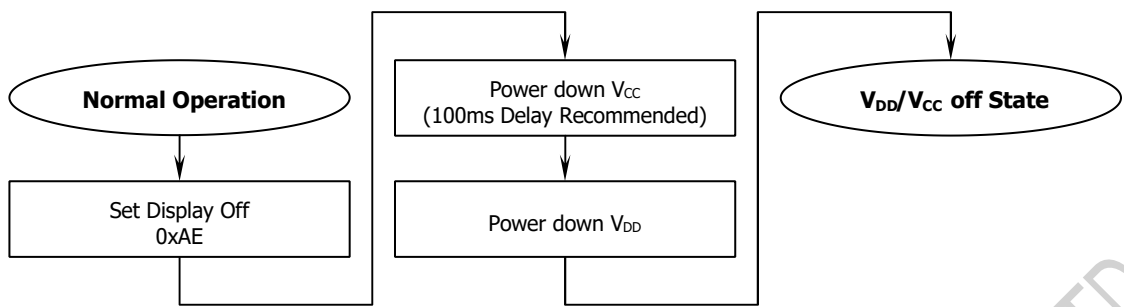 Normal Operation
Set Display Off
0xAE
Power down VCC
(100ms Delay Recommended)
Power down VDD
VDD/VCC off State